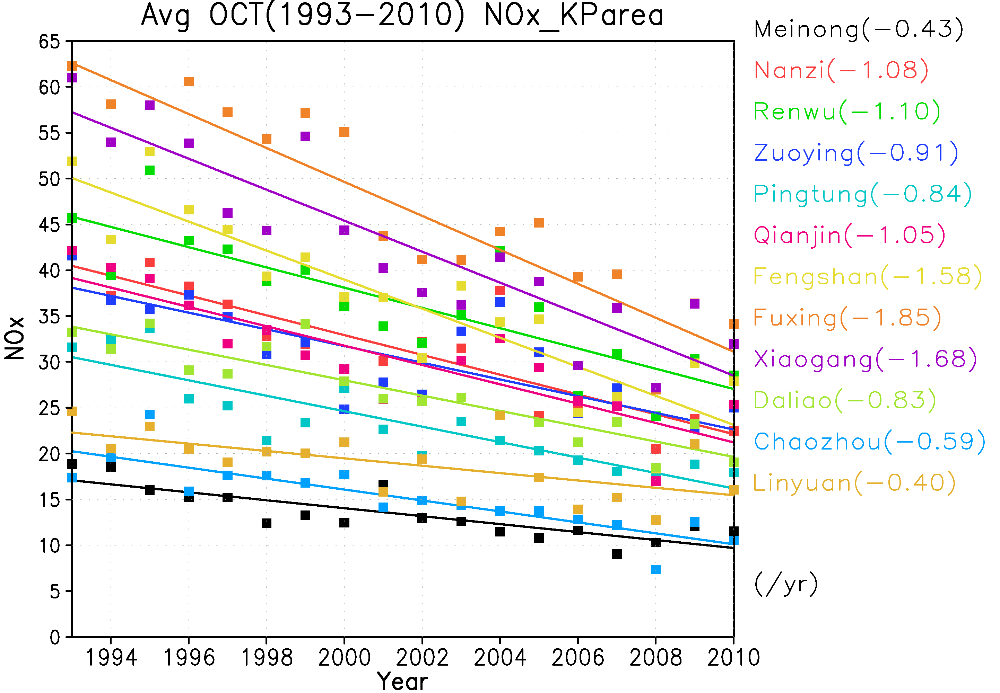 Avg OCT(1993-2010) NOx_KParea
Meinong(-0.43)
Nanzi(-1.08)
Renwu(-1.10)
Zuoying(-0.91)
Pingtung(-0.84)
Qianjin(-1.05)
Fengshan(-1.58)
Fuxing(-1.85)
Xiaogang(-1.68)
Daliao(-0.83)
Chaozhou(-0.59)
Linyuan(-0.40)
(/yr)
65
60
55
50
45
40
35
30
25
20
15
10
5
0
NOx
1994 1996 1998 2000 2002 2004 2006 2008 2010
Year